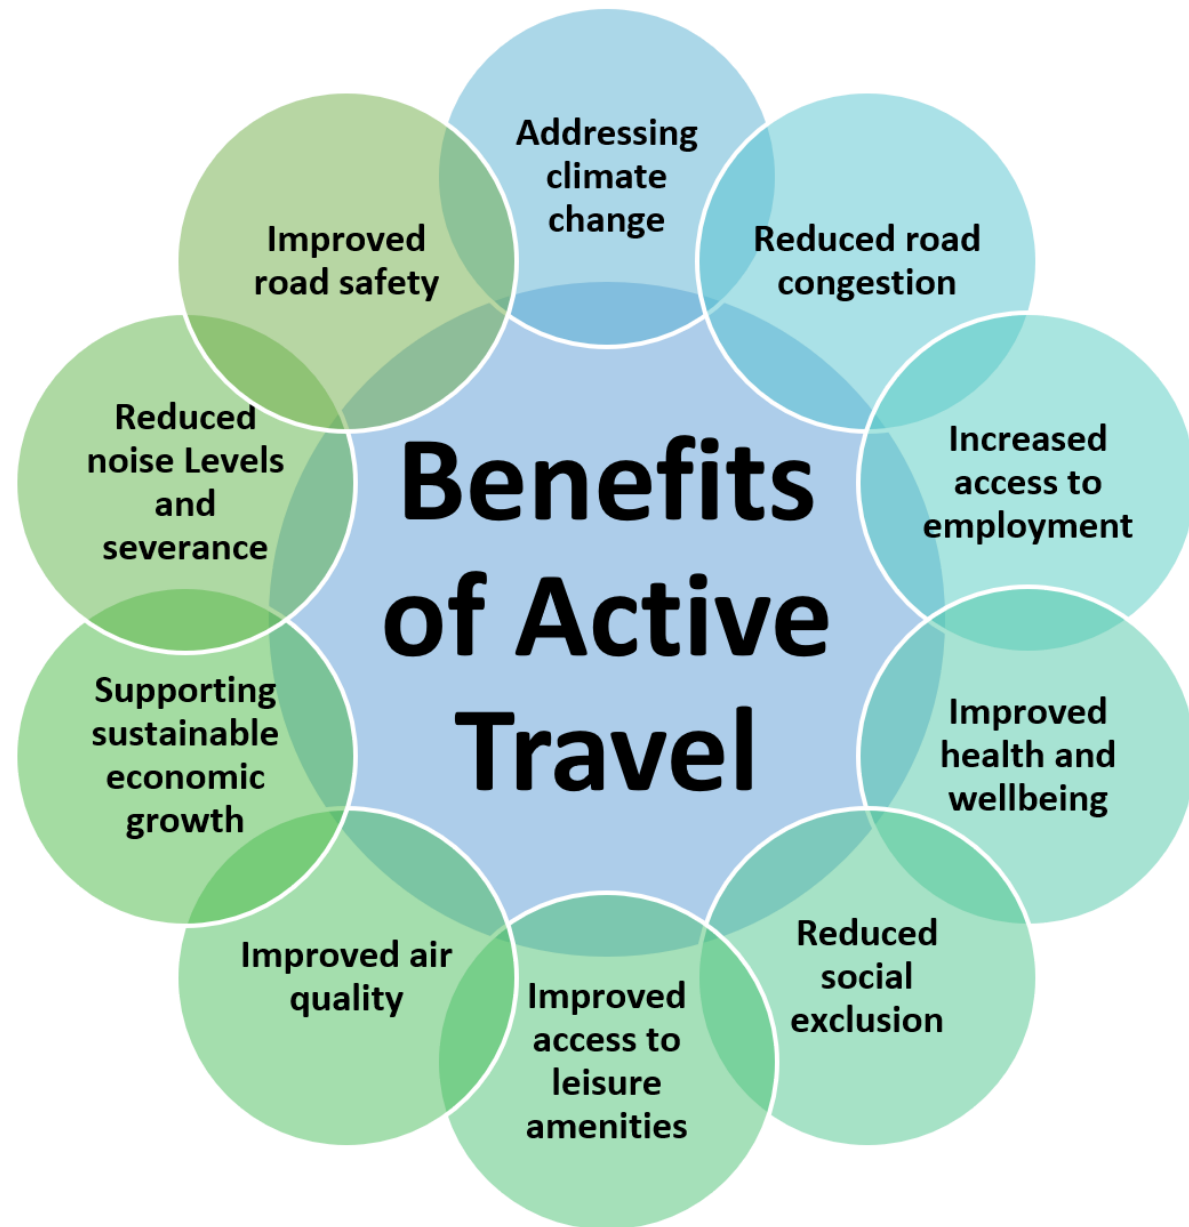 Benefits
of Active
Travel
Addressing
climate
change
Reduced road
congestion
Increased
access to
employment
Improved
health and
wellbeing
Reduced
social
exclusion
Improved
access to
leisure
amenities
Improved air
quality
Supporting
sustainable
economic
growth
Reduced
noise Levels
and
severance
Improved
road safety